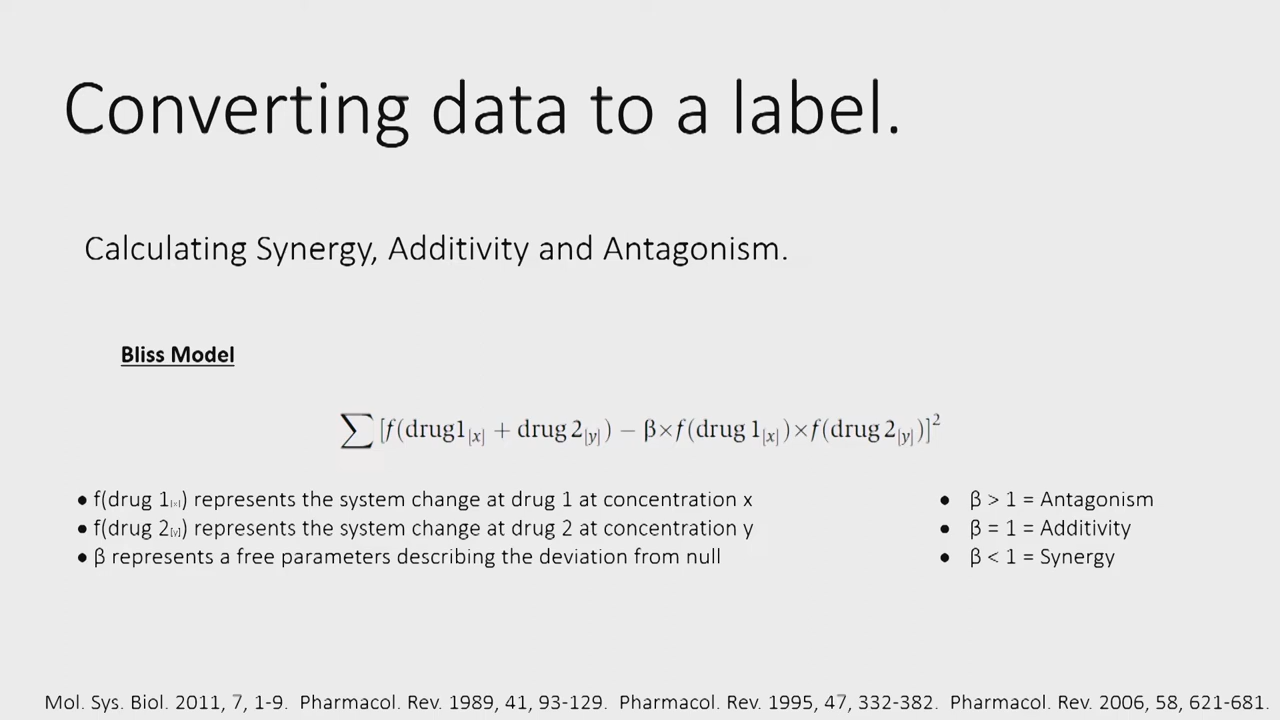 Converting data to a label.
Calculating Synergy, Additivity and Antagonism.
Bliss Model
∑ [f(drug1[x] + drug 2[y]) − β×f(drug 1[x])×f(drug 2[y])]²
• f(drug 1[x]) represents the system change at drug 1 at concentration x
• f(drug 2[y]) represents the system change at drug 2 at concentration y
• β represents a free parameters describing the deviation from null
• β > 1 = Antagonism
• β = 1 = Additivity
• β < 1 = Synergy
Mol. Sys. Biol. 2011, 7, 1-9. Pharmacol. Rev. 1989, 41, 93-129. Pharmacol. Rev. 1995, 47, 332-382. Pharmacol. Rev. 2006, 58, 621-681.